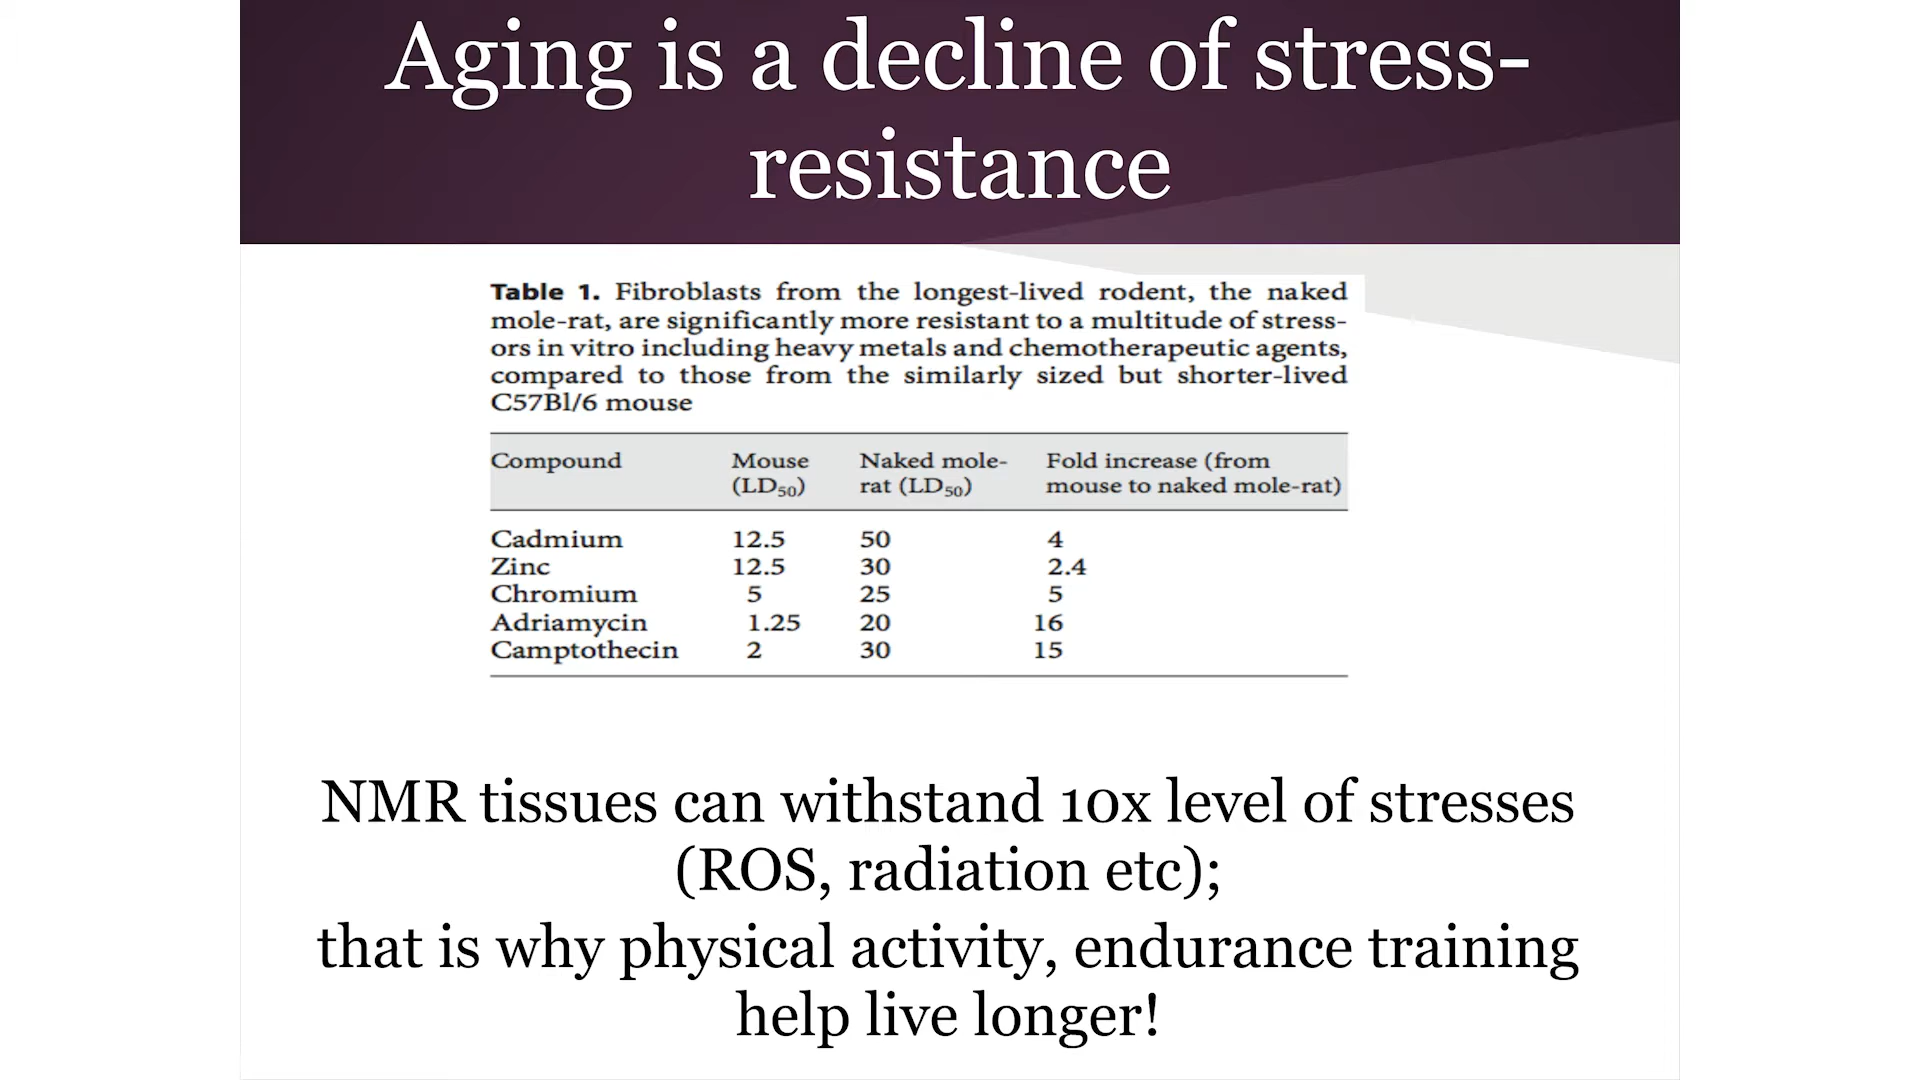 Aging is a decline of stress-
resistance
Table 1. Fibroblasts from the longest-lived rodent, the naked
mole-rat, are significantly more resistant to a multitude of stress-
ors in vitro including heavy metals and chemotherapeutic agents,
compared to those from the similarly sized but shorter-lived
C57Bl/6 mouse
Compound Mouse (LD50) Naked mole-rat (LD50) Fold increase (from mouse to naked mole-rat)
Cadmium 12.5 50 4
Zinc 12.5 30 2.4
Chromium 5 25 5
Adriamycin 1.25 20 16
Camptothecin 2 30 15
NMR tissues can withstand 10x level of stresses
(ROS, radiation etc);
that is why physical activity, endurance training
help live longer!